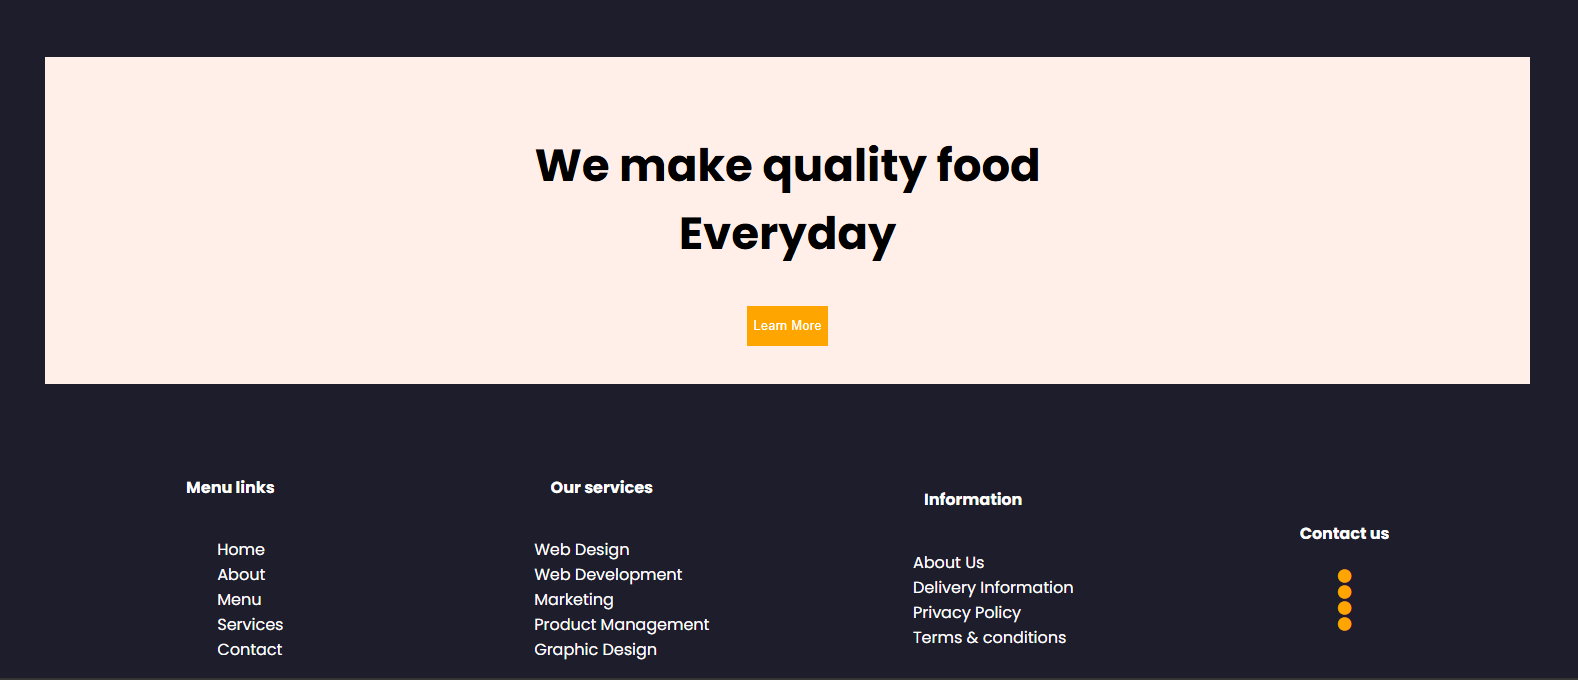 We make quality food
Everyday
Learn More
Menu links
Home
About
Menu
Services
Contact
Our services
Web Design
Web Development
Marketing
Product Management
Graphic Design
Information
About Us
Delivery Information
Privacy Policy
Terms & conditions
Contact us